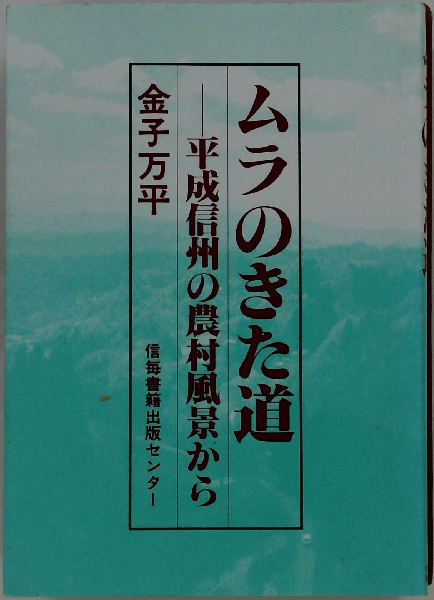 ムラのきた道
――平成信州の農村風景から
金子万平
信毎書籍出版センター